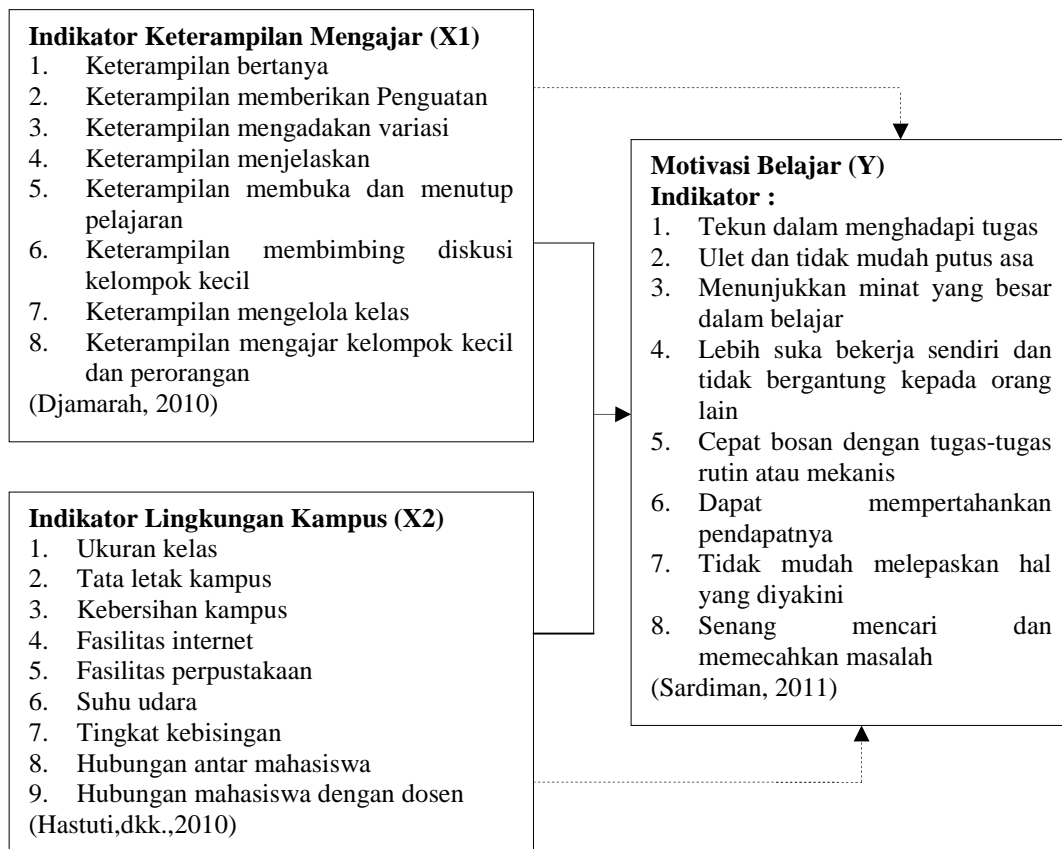 Indikator Keterampilan Mengajar (X1)
1. Keterampilan bertanya
2. Keterampilan memberikan Penguatan
3. Keterampilan mengadakan variasi
4. Keterampilan menjelaskan
5. Keterampilan membuka dan menutup
pelajaran
6. Keterampilan membimbing diskusi
kelompok kecil
7. Keterampilan mengelola kelas
8. Keterampilan mengajar kelompok kecil
dan perorangan
(Djamarah, 2010)
Indikator Lingkungan Kampus (X2)
1. Ukuran kelas
2. Tata letak kampus
3. Kebersihan kampus
4. Fasilitas internet
5. Fasilitas perpustakaan
6. Suhu udara
7. Tingkat kebisingan
8. Hubungan antar mahasiswa
9. Hubungan mahasiswa dengan dosen
(Hastuti,dkk.,2010)
Motivasi Belajar (Y)
Indikator :
1. Tekun dalam menghadapi tugas
2. Ulet dan tidak mudah putus asa
3. Menunjukkan minat yang besar
dalam belajar
4. Lebih suka bekerja sendiri dan
tidak bergantung kepada orang
lain
5. Cepat bosan dengan tugas-tugas
rutin atau mekanis
6. Dapat mempertahankan
pendapatnya
7. Tidak mudah melepaskan hal
yang diyakini
8. Senang mencari dan
memecahkan masalah
(Sardiman, 2011)